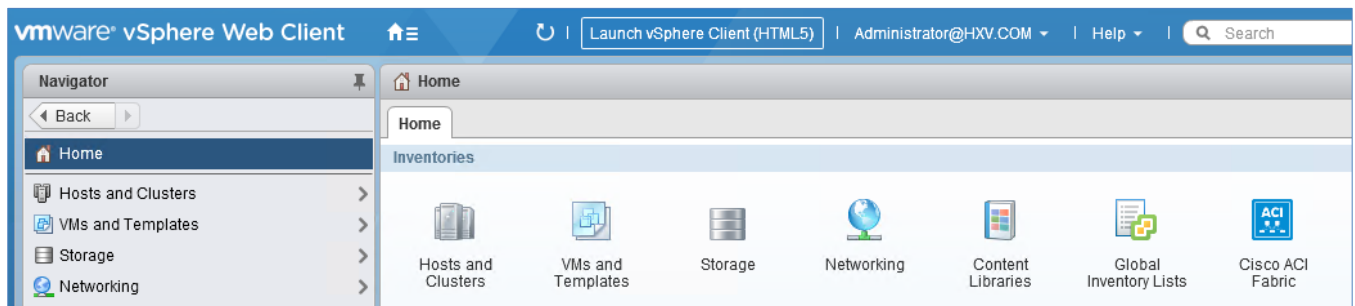 vmware® vSphere Web Client
Launch vSphere Client (HTML5)
Administrator@HXV.COM
Help
Search
Navigator
Back
Home
Hosts and Clusters
VMs and Templates
Storage
Networking
Home
Home
Inventories
Hosts and
Clusters
VMs and
Templates
Storage
Networking
Content
Libraries
Global
Inventory Lists
ACI
Cisco ACI
Fabric